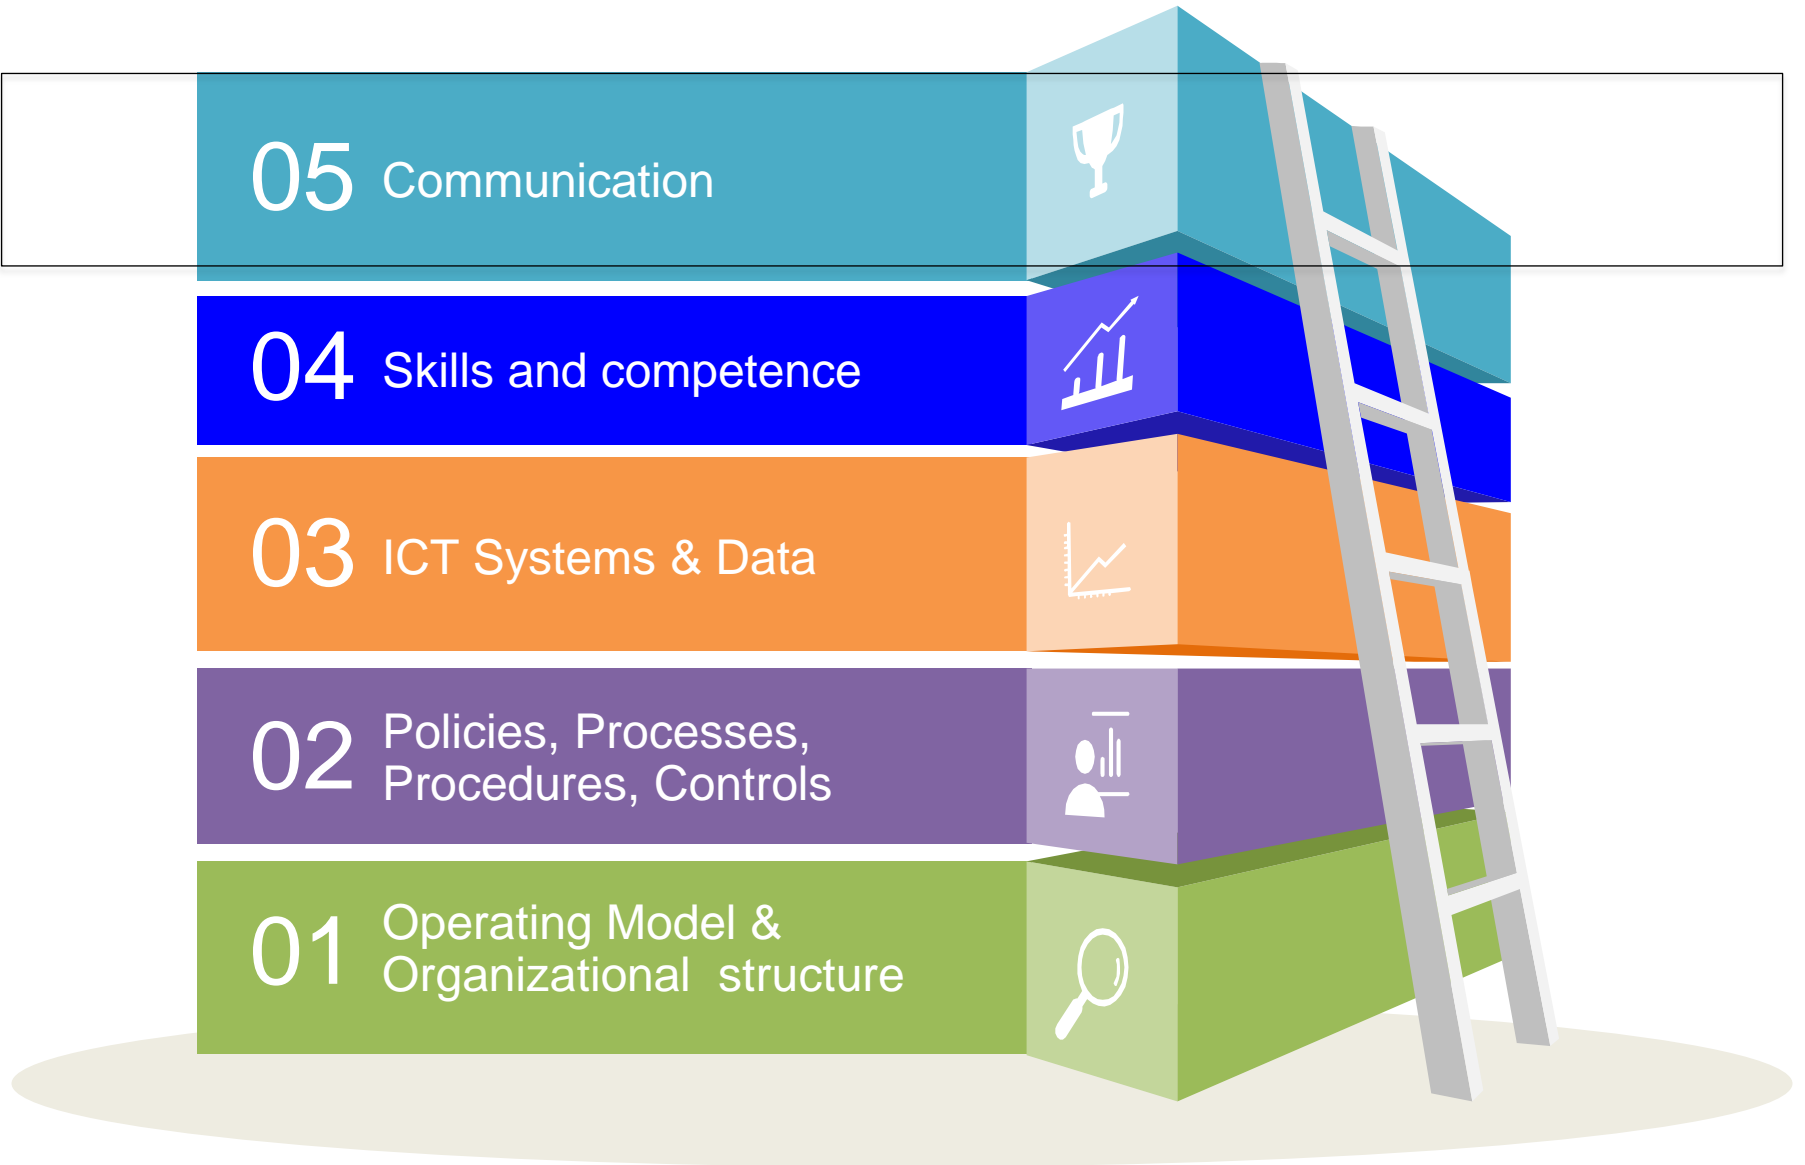 05 Communication
04 Skills and competence
03 ICT Systems & Data
02 Policies, Processes,
Procedures, Controls
01 Operating Model &
Organizational  structure